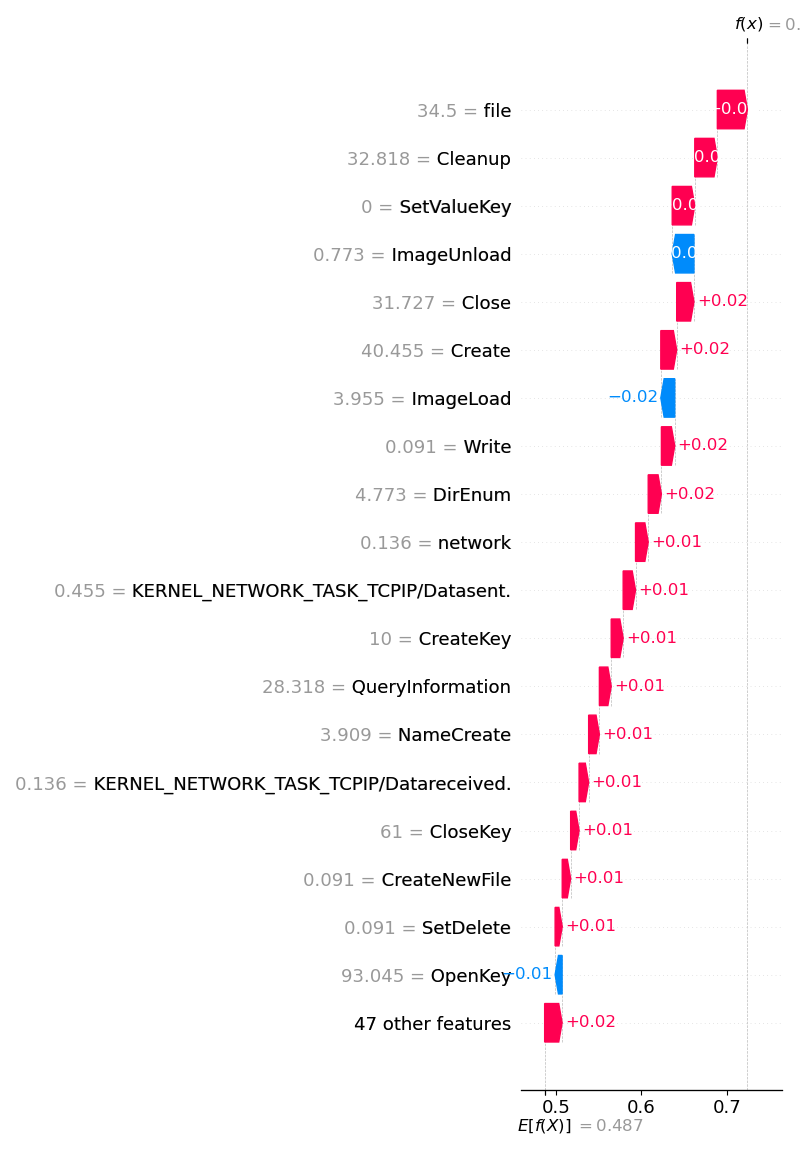 f(x) = 0.
34.5 = file
32.818 = Cleanup
0 = SetValueKey
0.773 = ImageUnload
31.727 = Close +0.02
40.455 = Create +0.02
3.955 = ImageLoad −0.02
0.091 = Write +0.02
4.773 = DirEnum +0.02
0.136 = network +0.01
0.455 = KERNEL_NETWORK_TASK_TCPIP/Datasent. +0.01
10 = CreateKey +0.01
28.318 = QueryInformation +0.01
3.909 = NameCreate +0.01
0.136 = KERNEL_NETWORK_TASK_TCPIP/Datareceived. +0.01
61 = CloseKey +0.01
0.091 = CreateNewFile +0.01
0.091 = SetDelete +0.01
93.045 = OpenKey −0.01
47 other features +0.02
0.5 0.6 0.7
E[f(X)] = 0.487